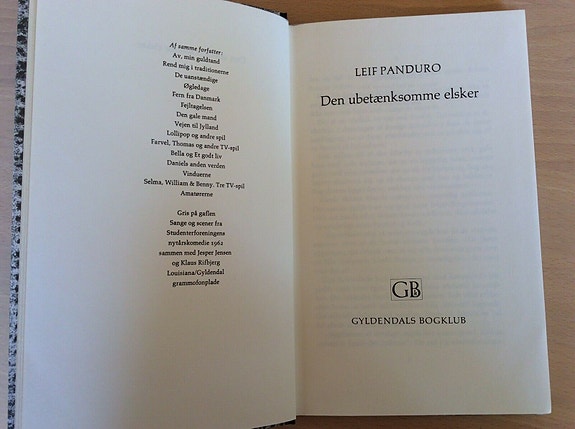 Af samme forfatter:
Av, min guldtand
Rend mig i traditionerne
De uanstændige
Øgledage
Fern fra Danmark
Fejltagelsen
Den gale mand
Vejen til Jylland
Lollipop og andre spil
Farvel, Thomas og andre TV-spil
Bella og Et godt liv
Daniels anden verden
Vinduerne
Selma, William & Benny. Tre TV-spil
Amatørerne
Gris på gaflen
Sange og scener fra
Studenterforeningens
nytårskomedie 1962
sammen med Jesper Jensen
og Klaus Rifbjerg
Louisiana/Gyldendal
grammofonplade
LEIF PANDURO
Den ubetænksomme elsker
GB
GYLDENDALS BOGKLUB